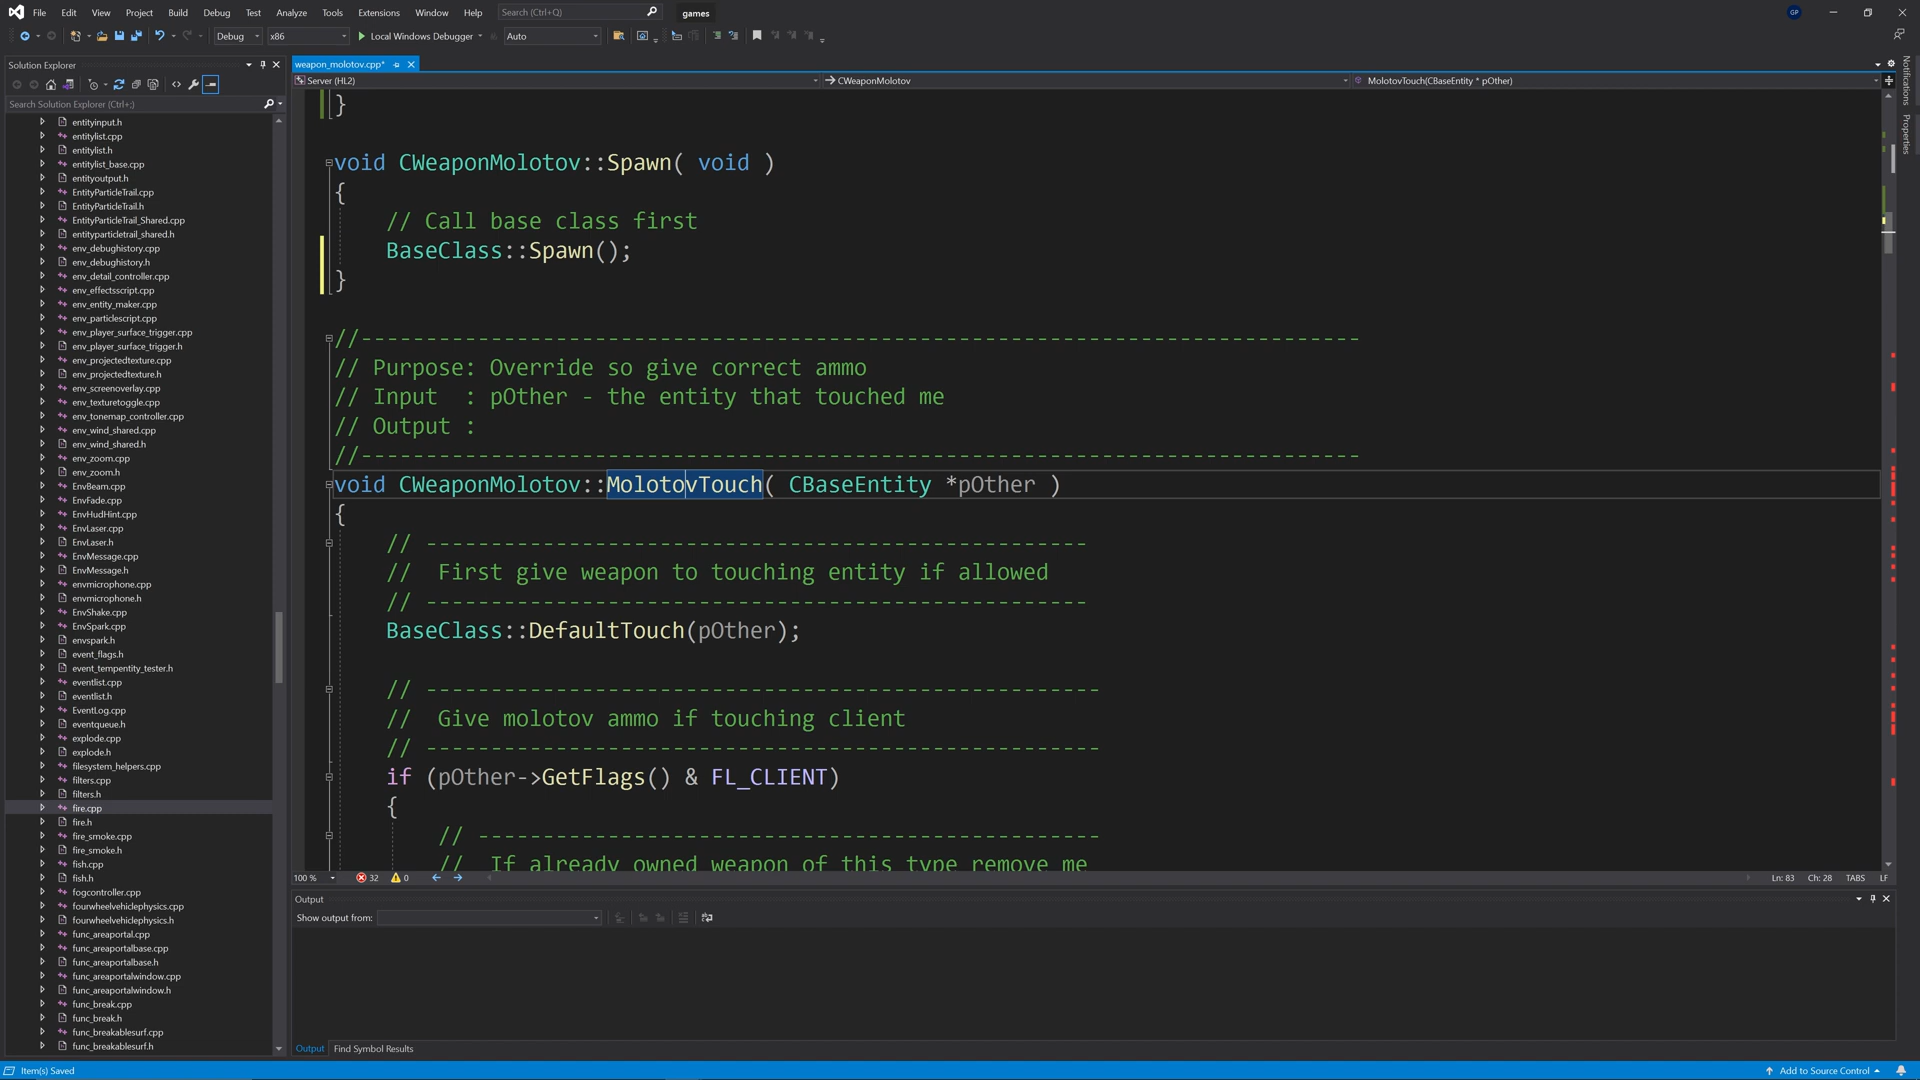 File Edit View Project Build Debug Test Analyze Tools Extensions Window Help Search (Ctrl+Q) games GP
Debug x86 Local Windows Debugger Auto
Solution Explorer
Search Solution Explorer (Ctrl+;)
entityinput.h
entitylist.cpp
entitylist.h
entitylist_base.cpp
entityoutput.h
EntityParticleTrail.cpp
EntityParticleTrail.h
EntityParticleTrail_Shared.cpp
entityparticletrail_shared.h
env_debughistory.cpp
env_debughistory.h
env_detail_controller.cpp
env_effectsscript.cpp
env_entity_maker.cpp
env_particlescript.cpp
env_player_surface_trigger.cpp
env_player_surface_trigger.h
env_projectedtexture.cpp
env_projectedtexture.h
env_screenoverlay.cpp
env_texturetoggle.cpp
env_tonemap_controller.cpp
env_wind_shared.cpp
env_wind_shared.h
env_zoom.cpp
env_zoom.h
EnvBeam.cpp
EnvFade.cpp
EnvHudHint.cpp
EnvLaser.cpp
EnvLaser.h
EnvMessage.cpp
EnvMessage.h
envmicrophone.cpp
envmicrophone.h
EnvShake.cpp
EnvSpark.cpp
envspark.h
event_flags.h
event_tempentity_tester.h
eventlist.cpp
eventlist.h
EventLog.cpp
eventqueue.h
explode.cpp
explode.h
filesystem_helpers.cpp
filters.cpp
filters.h
fire.cpp
fire.h
fire_smoke.cpp
fire_smoke.h
fish.cpp
fish.h
fogcontroller.cpp
fourwheelvehiclephysics.cpp
fourwheelvehiclephysics.h
func_areaportal.cpp
func_areaportalbase.cpp
func_areaportalbase.h
func_areaportalwindow.cpp
func_areaportalwindow.h
func_break.cpp
func_break.h
func_breakablesurf.cpp
func_breakablesurf.h
weapon_molotov.cpp*
Server (HL2) CWeaponMolotov MolotovTouch(CBaseEntity * pOther)
}
void CWeaponMolotov::Spawn( void )
{
// Call base class first
BaseClass::Spawn();
}
//-----------------------------------------------------------------------------
// Purpose: Override so give correct ammo
// Input  : pOther - the entity that touched me
// Output :
//-----------------------------------------------------------------------------
void CWeaponMolotov::MolotovTouch( CBaseEntity *pOther )
{
// ---------------------------------------------------
//  First give weapon to touching entity if allowed
// ---------------------------------------------------
BaseClass::DefaultTouch(pOther);
// ----------------------------------------------------
//  Give molotov ammo if touching client
// ----------------------------------------------------
if (pOther->GetFlags() & FL_CLIENT)
{
// ------------------------------------------------
//  If already owned weapon of this type remove me
100 % 32 0 Ln: 83 Ch: 28 TABS LF
Output
Show output from:
Output Find Symbol Results
Notifications
Properties
Item(s) Saved Add to Source Control